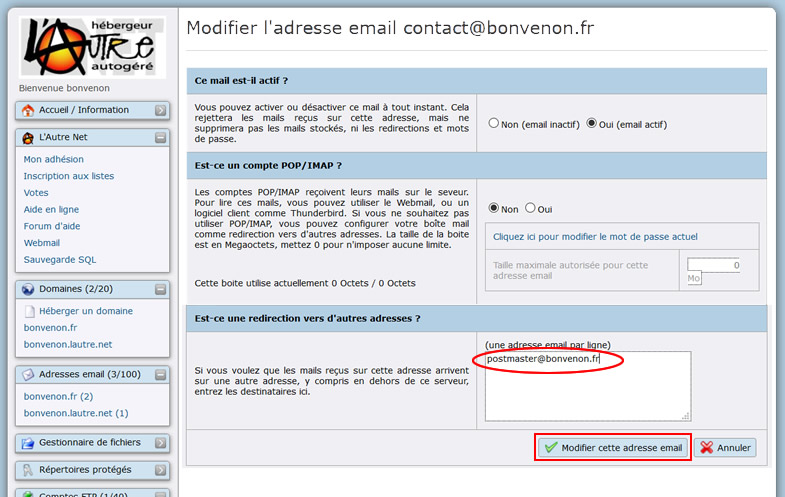 hébergeur
L'Autre
autogéré
Bienvenue bonvenon
Accueil / Information
L'Autre Net
Mon adhésion
Inscription aux listes
Votes
Aide en ligne
Forum d'aide
Webmail
Sauvegarde SQL
Domaines (2/20)
Héberger un domaine
bonvenon.fr
bonvenon.lautre.net
Adresses email (3/100)
bonvenon.fr (2)
bonvenon.lautre.net (1)
Gestionnaire de fichiers
Répertoires protégés
Comptes FTP (1/40)
Modifier l'adresse email contact@bonvenon.fr
Ce mail est-il actif ?
Vous pouvez activer ou désactiver ce mail à tout instant. Cela
rejettera les mails reçus sur cette adresse, mais ne
supprimera pas les mails stockés, ni les redirections et mots
de passe.
Non (email inactif) Oui (email actif)
Est-ce un compte POP/IMAP ?
Les comptes POP/IMAP reçoivent leurs mails sur le seveur.
Pour lire ces mails, vous pouvez utiliser le Webmail, ou un
logiciel client comme Thunderbird. Si vous ne souhaitez pas
utiliser POP/IMAP, vous pouvez configurer votre boîte mail
comme redirection vers d'autres adresses. La taille de la boite
est en Megaoctets, mettez 0 pour n'imposer aucune limite.
Cette boite utilise actuellement 0 Octets / 0 Octets
Non Oui
Cliquez ici pour modifier le mot de passe actuel
Taille maximale autorisée pour cette
adresse email
0
Mo
Est-ce une redirection vers d'autres adresses ?
Si vous voulez que les mails reçus sur cette adresse arrivent
sur une autre adresse, y compris en dehors de ce serveur,
entrez les destinataires ici.
(une adresse email par ligne)
postmaster@bonvenon.fr
Modifier cette adresse email
Annuler